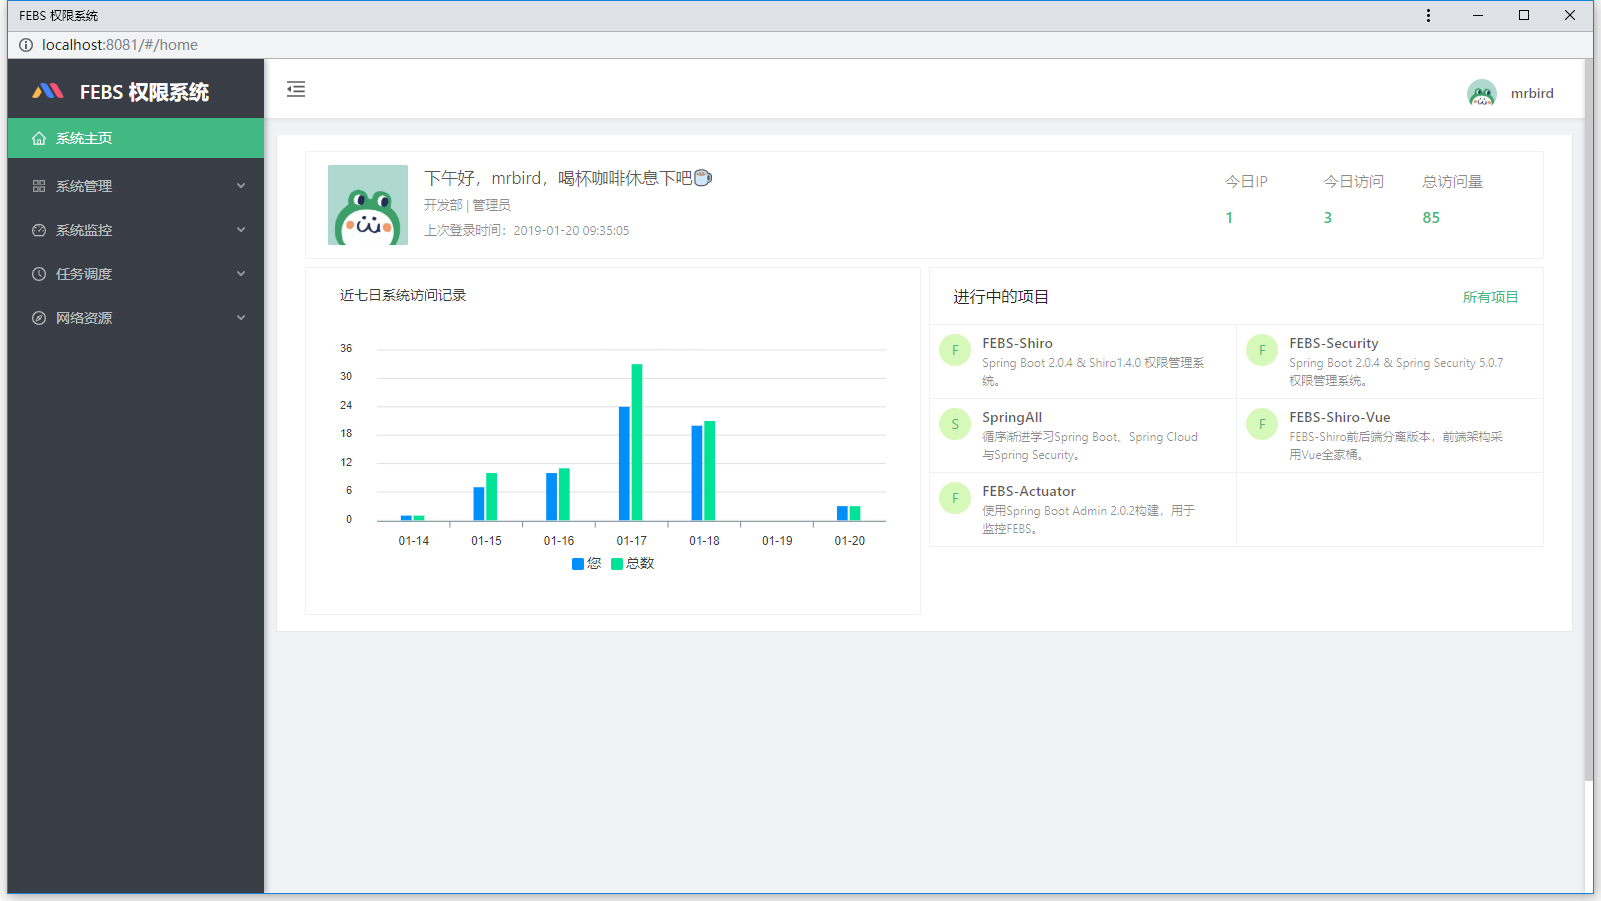 FEBS 权限系统
localhost:8081/#/home
FEBS 权限系统
mrbird
系统主页
系统管理
系统监控
任务调度
网络资源
下午好，mrbird，喝杯咖啡休息下吧
开发部 | 管理员
上次登录时间：2019-01-20 09:35:05
今日IP 今日访问 总访问量
1 3 85
近七日系统访问记录
36
30
24
18
12
6
0
01-14 01-15 01-16 01-17 01-18 01-19 01-20
您 总数
进行中的项目 所有项目
F FEBS-Shiro
Spring Boot 2.0.4 & Shiro1.4.0 权限管理系
统。
F FEBS-Security
Spring Boot 2.0.4 & Spring Security 5.0.7
权限管理系统。
S SpringAll
循序渐进学习Spring Boot、Spring Cloud
与Spring Security。
F FEBS-Shiro-Vue
FEBS-Shiro前后端分离版本，前端架构采
用Vue全家桶。
F FEBS-Actuator
使用Spring Boot Admin 2.0.2构建，用于
监控FEBS。